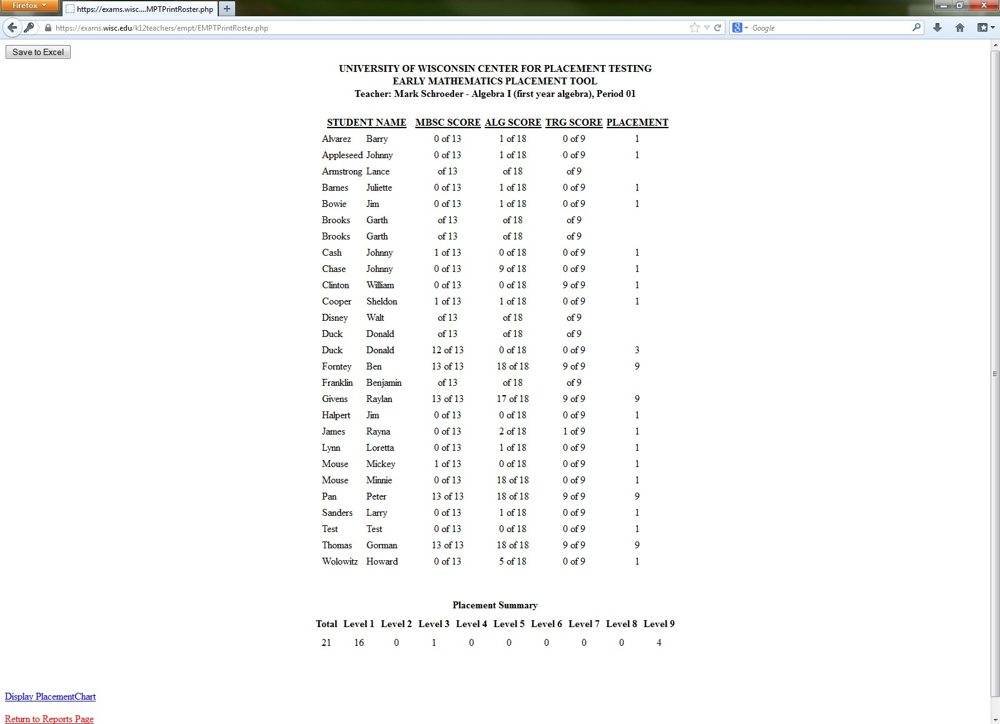 Firefox
https://exams.wisc....MPTPrintRoster.php
https://exams.wisc.edu/k12teachers/empt/EMPTPrintRoster.php
Google
Save to Excel
UNIVERSITY OF WISCONSIN CENTER FOR PLACEMENT TESTING
EARLY MATHEMATICS PLACEMENT TOOL
Teacher: Mark Schroeder - Algebra I (first year algebra), Period 01
STUDENT NAME MBSC SCORE ALG SCORE TRG SCORE PLACEMENT
Alvarez Barry 0 of 13 1 of 18 0 of 9 1
Appleseed Johnny 0 of 13 1 of 18 0 of 9 1
Armstrong Lance of 13 of 18 of 9
Barnes Juliette 0 of 13 1 of 18 0 of 9 1
Bowie Jim 0 of 13 1 of 18 0 of 9 1
Brooks Garth of 13 of 18 of 9
Brooks Garth of 13 of 18 of 9
Cash Johnny 1 of 13 0 of 18 0 of 9 1
Chase Johnny 0 of 13 9 of 18 0 of 9 1
Clinton William 0 of 13 0 of 18 9 of 9 1
Cooper Sheldon 1 of 13 1 of 18 0 of 9 1
Disney Walt of 13 of 18 of 9
Duck Donald of 13 of 18 of 9
Duck Donald 12 of 13 0 of 18 0 of 9 3
Forntey Ben 13 of 13 18 of 18 9 of 9 9
Franklin Benjamin of 13 of 18 of 9
Givens Raylan 13 of 13 17 of 18 9 of 9 9
Halpert Jim 0 of 13 0 of 18 0 of 9 1
James Rayna 0 of 13 2 of 18 1 of 9 1
Lynn Loretta 0 of 13 1 of 18 0 of 9 1
Mouse Mickey 1 of 13 0 of 18 0 of 9 1
Mouse Minnie 0 of 13 18 of 18 0 of 9 1
Pan Peter 13 of 13 18 of 18 9 of 9 9
Sanders Larry 0 of 13 1 of 18 0 of 9 1
Test Test 0 of 13 0 of 18 0 of 9 1
Thomas Gorman 13 of 13 18 of 18 9 of 9 9
Wolowitz Howard 0 of 13 5 of 18 0 of 9 1
Placement Summary
Total Level 1 Level 2 Level 3 Level 4 Level 5 Level 6 Level 7 Level 8 Level 9
21 16 0 1 0 0 0 0 0 4
Display PlacementChart
Return to Reports Page